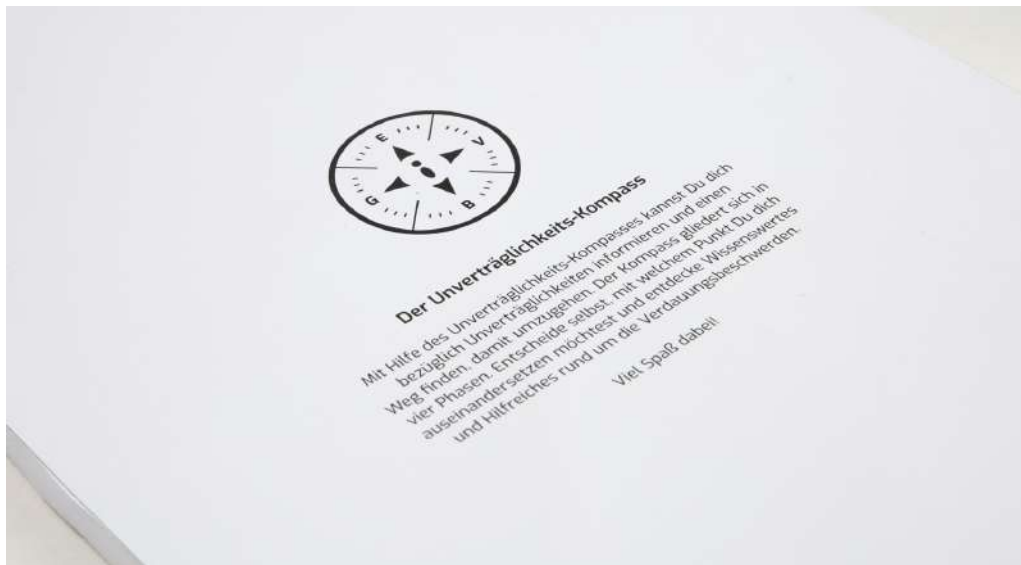 E
V
G
B
Der Unverträglichkeits-Kompass
Mit Hilfe des Unverträglichkeits-Kompasses kannst Du dich
bezüglich Unverträglichkeiten informieren und einen
Weg finden, damit umzugehen. Der Kompass gliedert sich in
vier Phasen. Entscheide selbst, mit welchem Punkt Du dich
auseinandersetzen möchtest und entdecke Wissenswertes
und Hilfreiches rund um die Verdauungsbeschwerden.
Viel Spaß dabei!